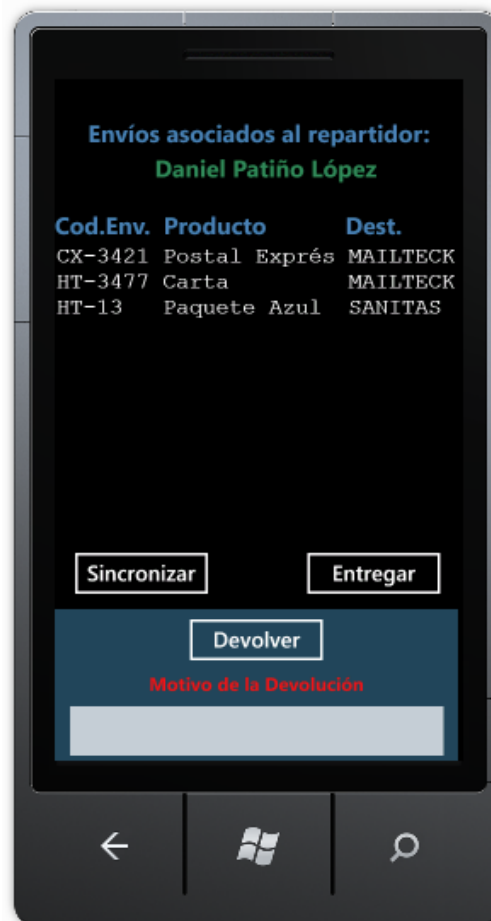 Envíos asociados al repartidor:
Daniel Patiño López
Cod.Env. Producto Dest.
CX-3421 Postal Exprés MAILTECK
HT-3477 Carta MAILTECK
HT-13 Paquete Azul SANITAS
Sincronizar Entregar
Devolver
Motivo de la Devolución